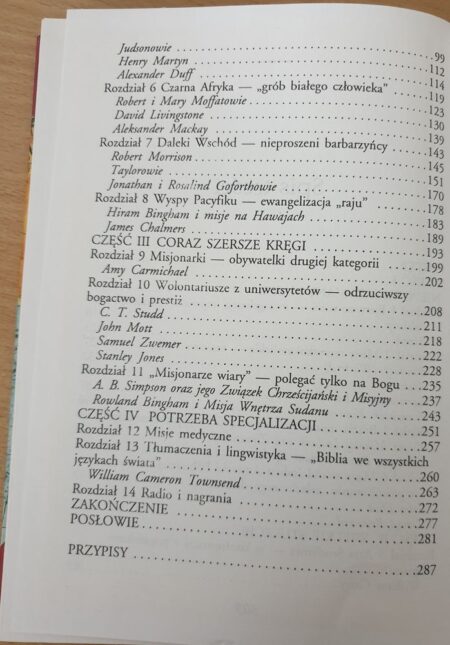 Judsonowie 99
Henry Martyn 112
Alexander Duff 114
Rozdział 6 Czarna Afryka — „grób białego człowieka” 119
Robert i Mary Moffatowie 123
David Livingstone 130
Aleksander Mackay 139
Rozdział 7 Daleki Wschód — nieproszeni barbarzyńcy 143
Robert Morrison 145
Taylorowie 151
Jonathan i Rosalind Goforthowie 170
Rozdział 8 Wyspy Pacyfiku — ewangelizacja „raju” 178
Hiram Bingham i misje na Hawajach 183
James Chalmers 189
CZĘŚĆ III CORAZ SZERSZE KRĘGI 193
Rozdział 9 Misjonarki — obywatelki drugiej kategorii 199
Amy Carmichael 202
Rozdział 10 Wolontariusze z uniwersytetów — odrzuciwszy
bogactwo i prestiż 208
C. T. Studd 211
John Mott 218
Samuel Zwemer 222
Stanley Jones 228
Rozdział 11 „Misjonarze wiary” — polegać tylko na Bogu 235
A. B. Simpson oraz jego Związek Chrześcijański i Misyjny 237
Rowland Bingham i Misja Wnętrza Sudanu 243
CZĘŚĆ IV POTRZEBA SPECJALIZACJI 251
Rozdział 12 Misje medyczne 257
Rozdział 13 Tłumaczenia i lingwistyka — „Biblia we wszystkich
językach świata” 260
William Cameron Townsend 263
Rozdział 14 Radio i nagrania 272
ZAKOŃCZENIE 277
POSŁOWIE 281
PRZYPISY 287